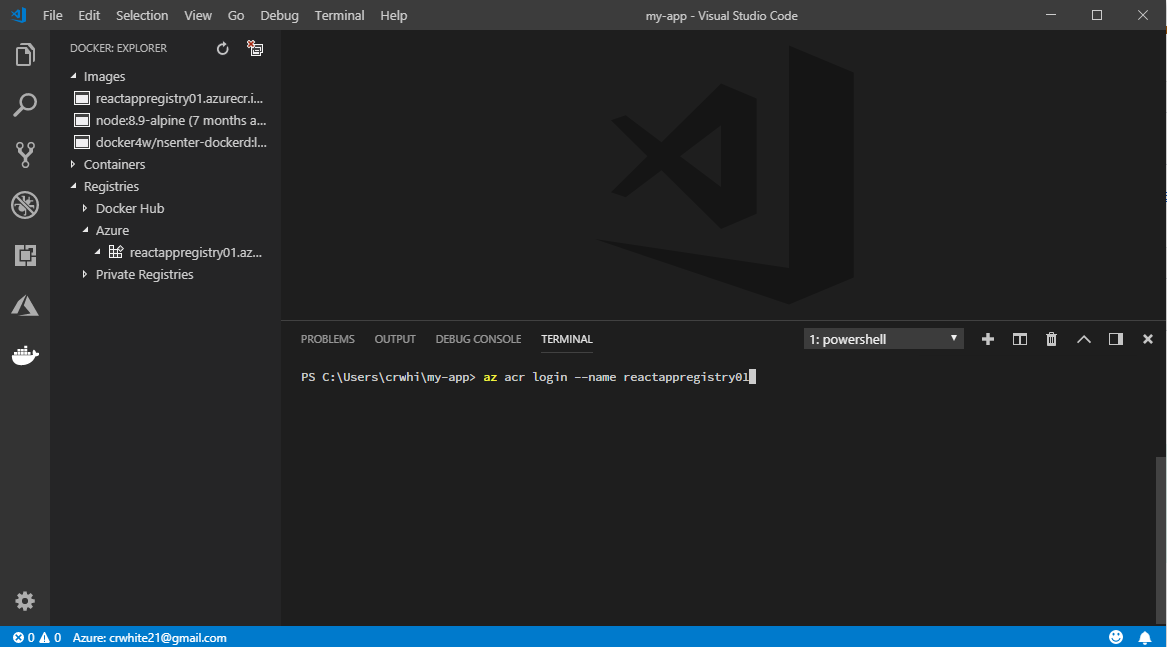 File Edit Selection View Go Debug Terminal Help
my-app - Visual Studio Code
DOCKER: EXPLORER
Images
reactappregistry01.azurecr.i...
node:8.9-alpine (7 months a...
docker4w/nsenter-dockerd:l...
Containers
Registries
Docker Hub
Azure
reactappregistry01.az...
Private Registries
PROBLEMS OUTPUT DEBUG CONSOLE TERMINAL
1: powershell
PS C:\Users\crwhi\my-app> az acr login --name reactappregistry01
0 0 Azure: crwhite21@gmail.com